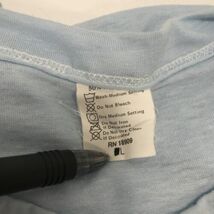 Wash Medium Setting
Do Not Bleach
Dry Medium Setting
Do Not Iron
If Decorated
Do Not Dry Clean
If Decorated
RN 18809
L